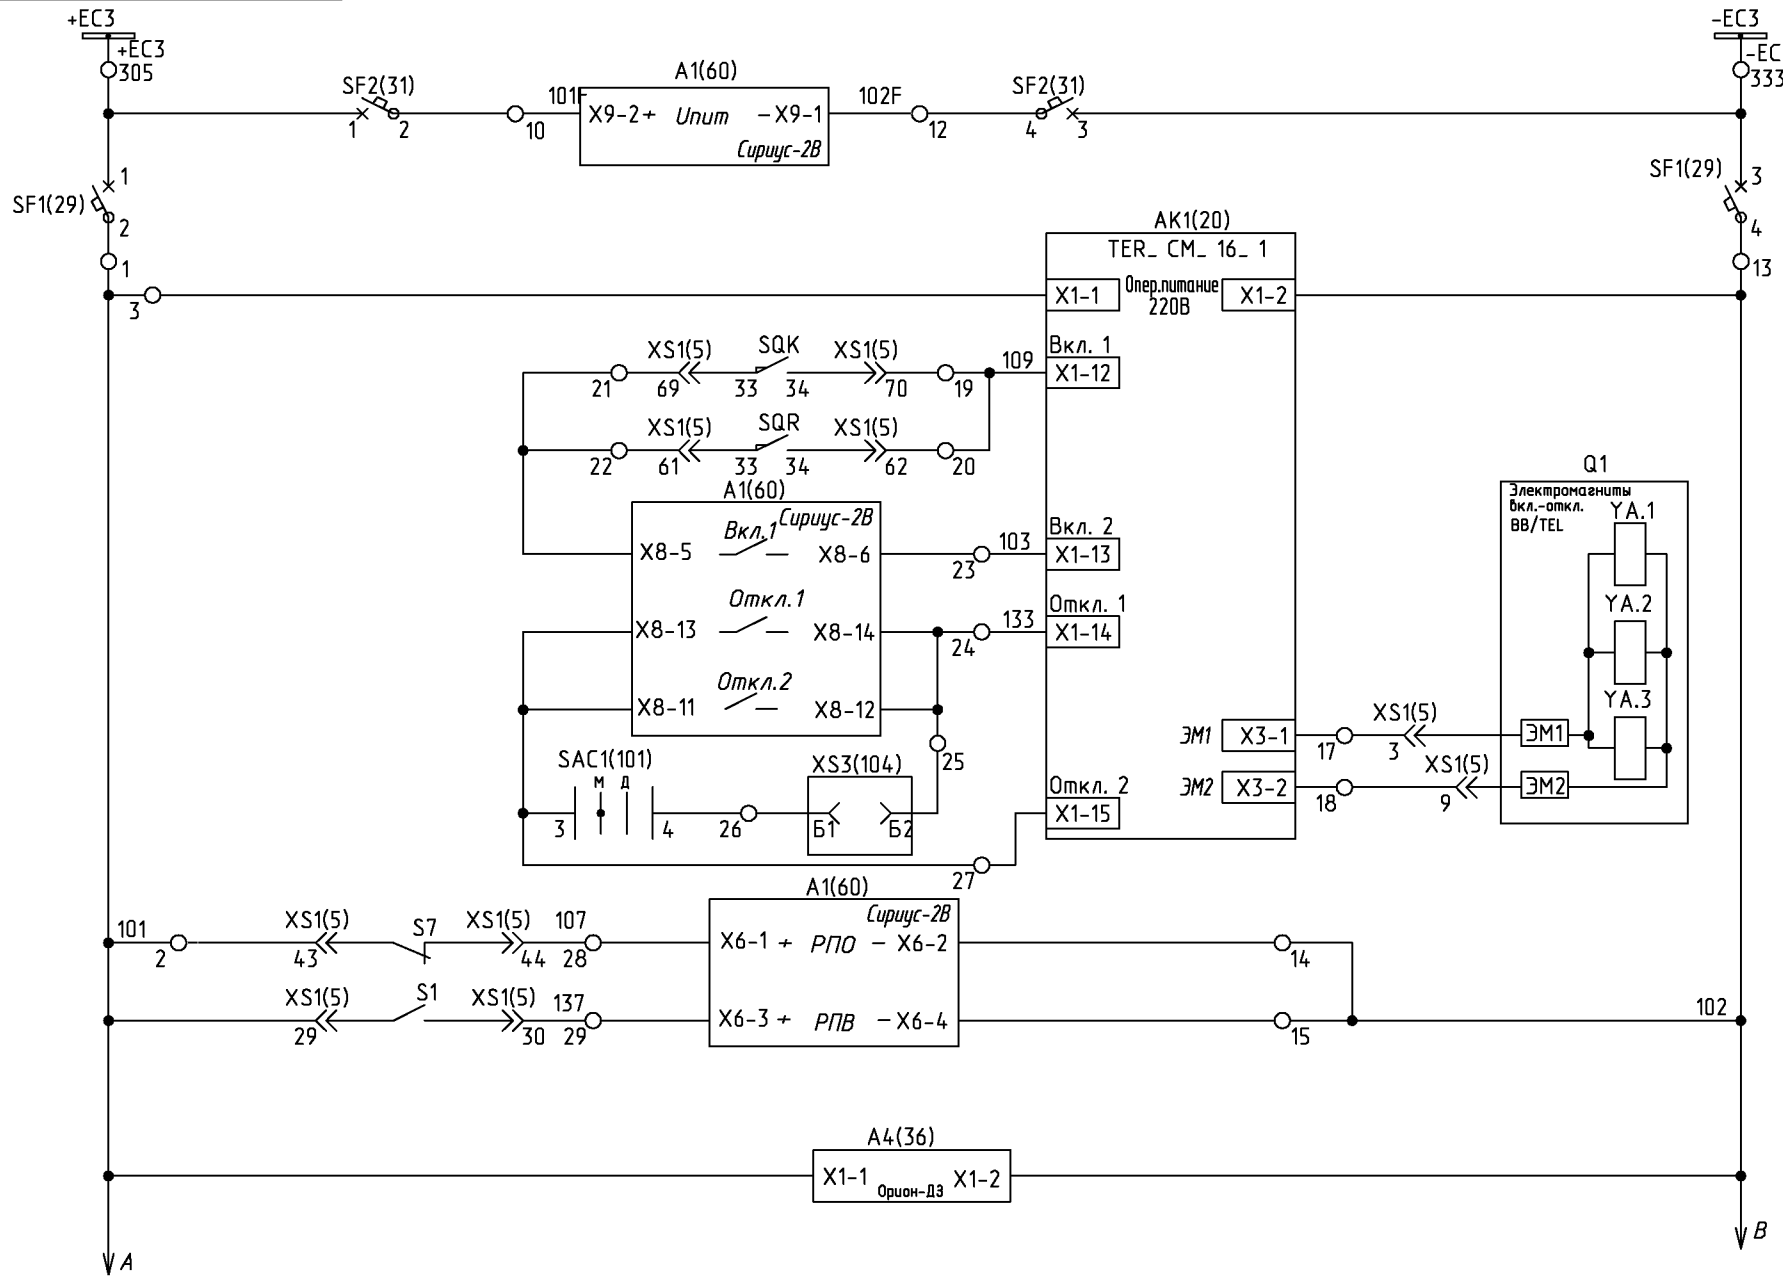 +EC3
-EC3
+EC3
305
-EC
333
SF2(31)
1
2
10
101F
A1(60)
X9-2+ Uпит -X9-1
Сириус-2В
102F
12
SF2(31)
4
3
SF1(29)
1
2
1
SF1(29)
3
4
13
AK1(20)
TER_ CM_ 16_ 1
3
X1-1
Опер.питание
220В
X1-2
XS1(5)
SQK
XS1(5)
109
Вкл. 1
X1-12
21
69
33
34
70
19
XS1(5)
SQR
XS1(5)
22
61
33
34
62
20
A1(60)
Сириус-2В
X8-5
Вкл.1
X8-6
23
103
Вкл. 2
X1-13
X8-13
Откл.1
X8-14
24
133
Откл. 1
X1-14
X8-11
Откл.2
X8-12
25
Q1
Электромагниты
вкл.-откл.
BB/TEL
YA.1
YA.2
YA.3
ЭМ1
X3-1
17
XS1(5)
3
ЭМ1
ЭМ2
X3-2
18
XS1(5)
9
ЭМ2
SAC1(101)
М Д
3
4
26
XS3(104)
Б1
Б2
Откл. 2
X1-15
27
A1(60)
Сириус-2В
101
2
XS1(5)
43
S7
XS1(5)
44
107
28
X6-1 + РПО - X6-2
14
XS1(5)
29
S1
XS1(5)
30
137
29
X6-3 + РПВ - X6-4
15
102
A4(36)
X1-1
Орион-ДЗ
X1-2
A
B